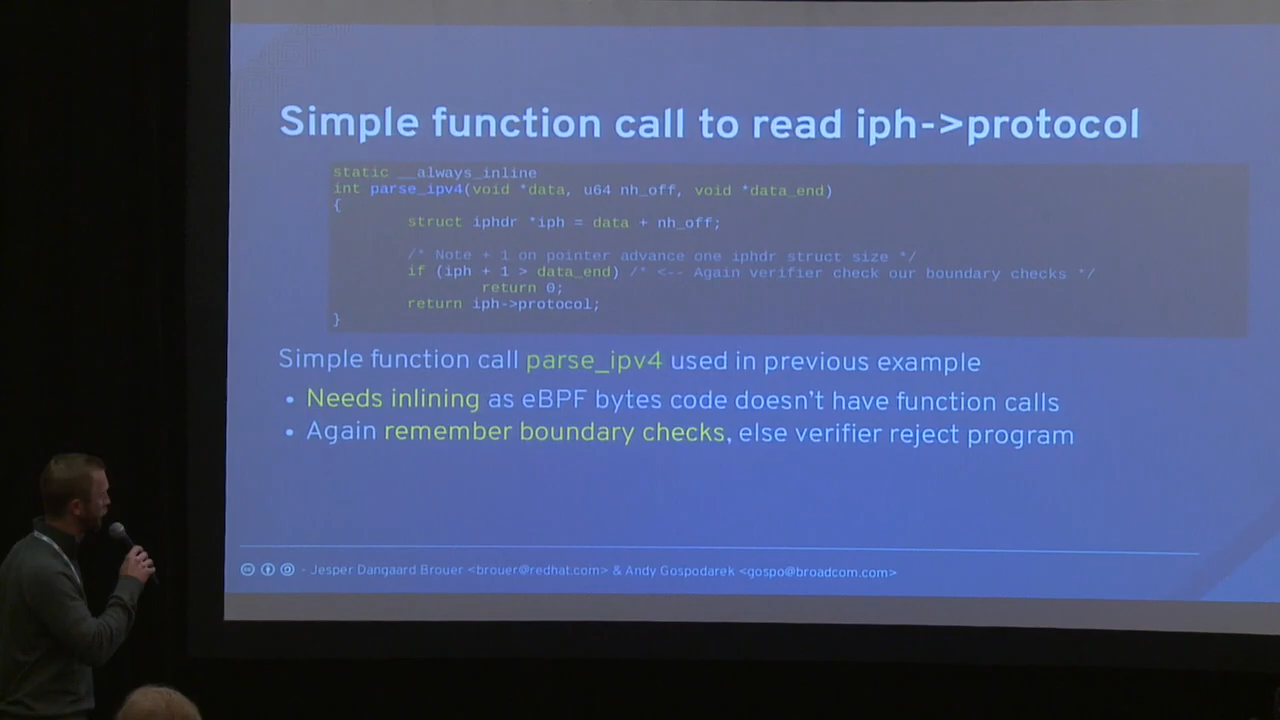 Simple function call to read iph->protocol
static __always_inline
int parse_ipv4(void *data, u64 nh_off, void *data_end)
{
struct iphdr *iph = data + nh_off;
/* Note + 1 on pointer advance one iphdr struct size */
if (iph + 1 > data_end) /* <-- Again verifier check our boundary checks */
return 0;
return iph->protocol;
}
Simple function call parse_ipv4 used in previous example
• Needs inlining as eBPF bytes code doesn't have function calls
• Again remember boundary checks, else verifier reject program
- Jesper Dangaard Brouer <brouer@redhat.com> & Andy Gospodarek <gospo@broadcom.com>